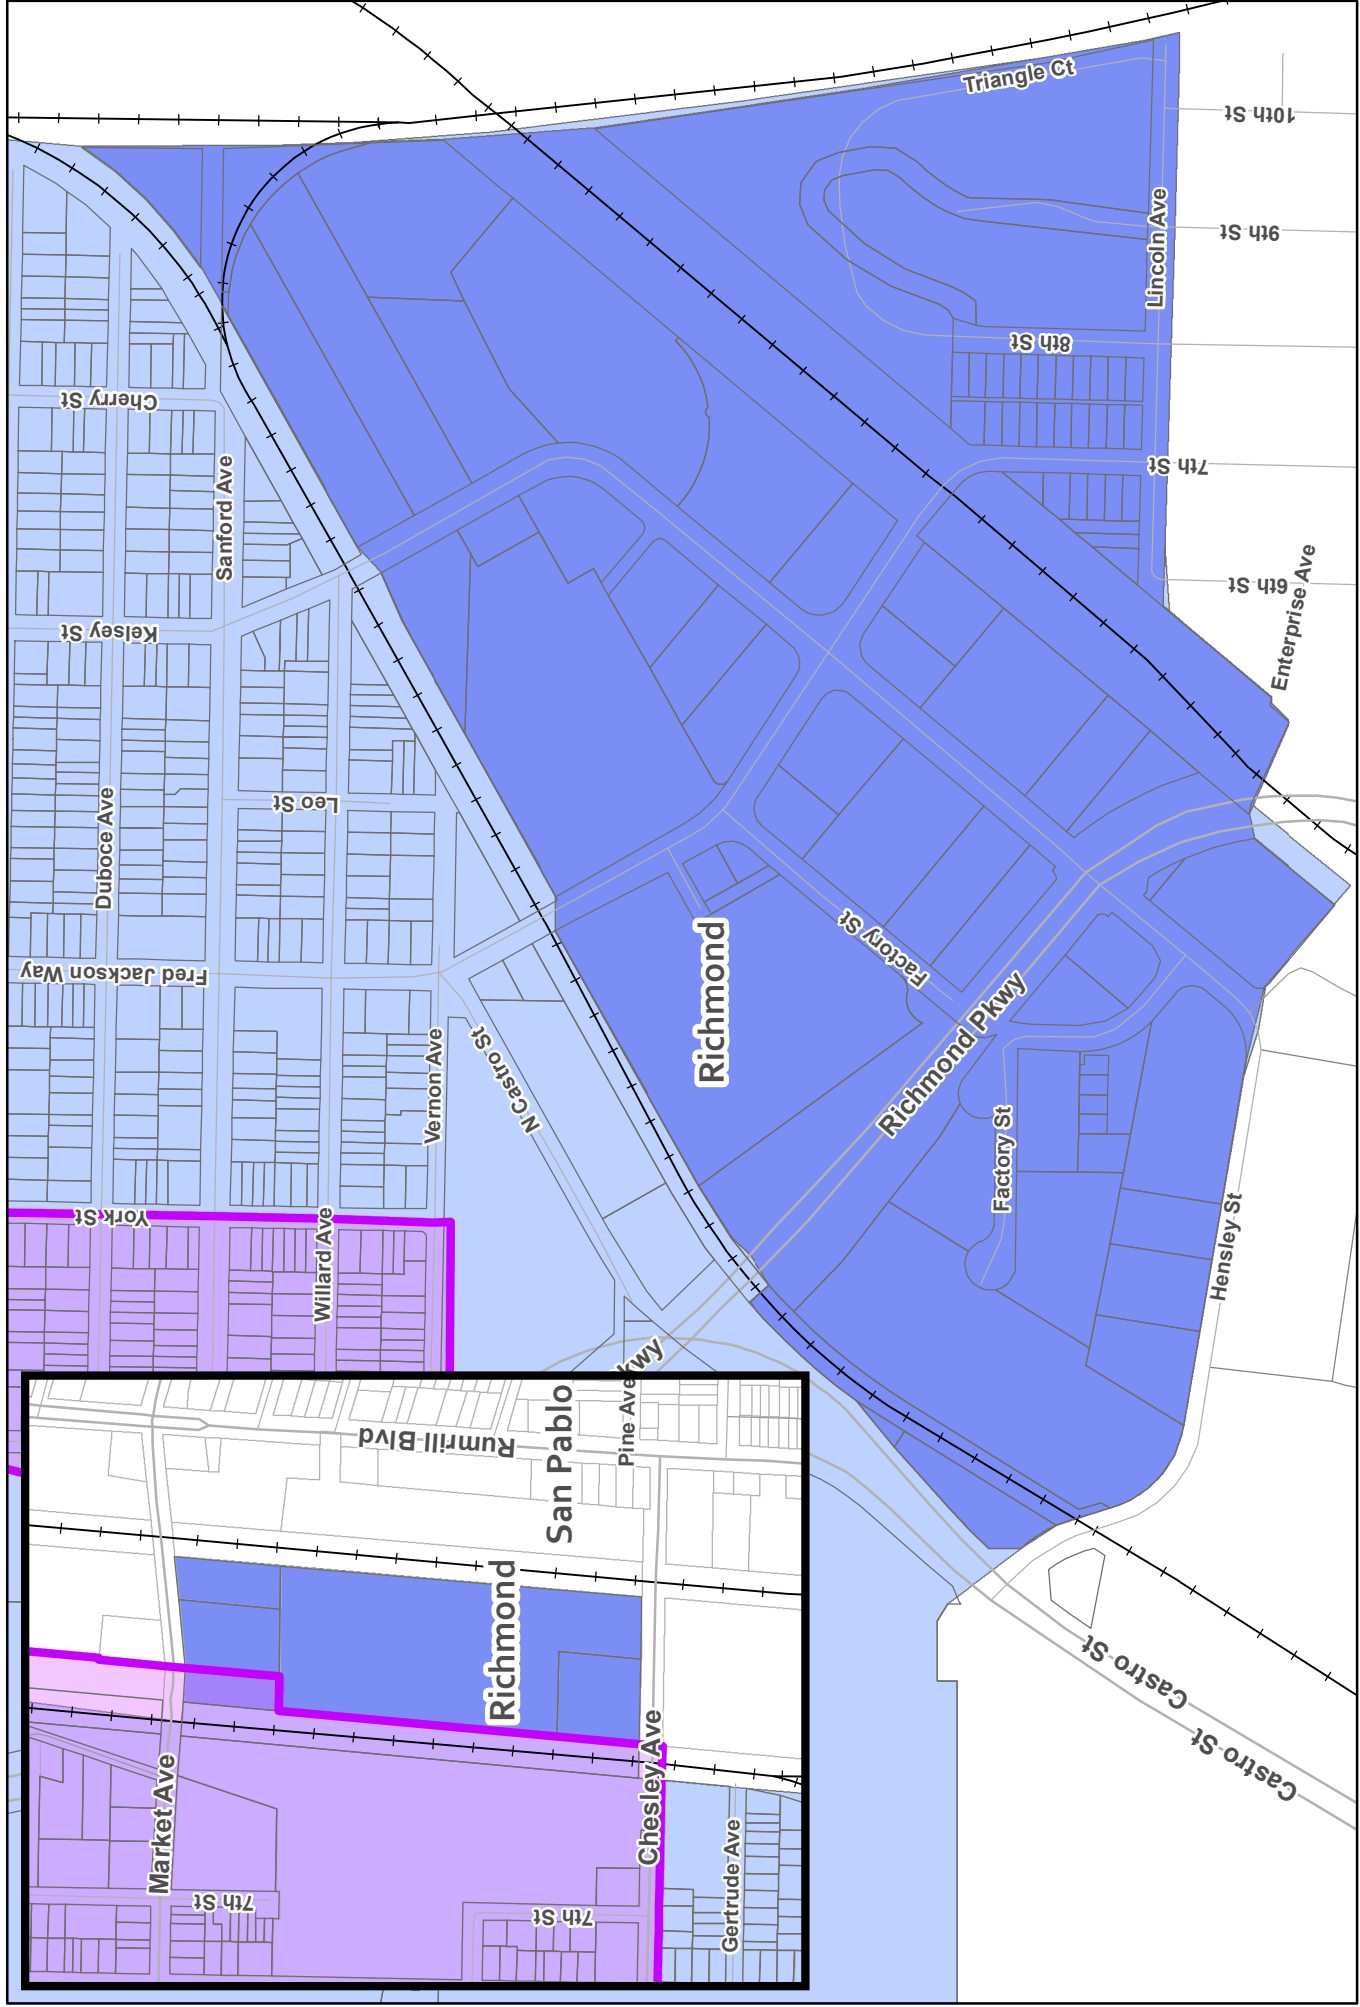 Triangle Ct
10th St
9th St
Lincoln Ave
8th St
Cherry St
7th St
Sanford Ave
6th St
Enterprise Ave
Kelsey St
Leo St
Duboce Ave
Factory St
Fred Jackson Way
Richmond
Richmond Pkwy
Vernon Ave
N Castro St
Factory St
York St
Willard Ave
Hensley St
Pkwy
Pine Ave
San Pablo
Rumrill Blvd
Richmond
Castro St
Castro St
Market Ave
Chesley Ave
Gertrude Ave
7th St
7th St